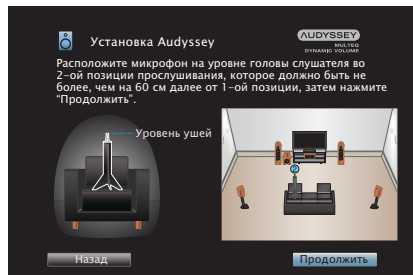 Установка Audyssey
AUDYSSEY
MULTEQ
DYNAMIC VOLUME
Расположите микрофон на уровне головы слушателя во
2-ой позиции прослушивания, которое должно быть не
более, чем на 60 см далее от 1-ой позиции, затем нажмите
"Продолжить".
Уровень ушей
2
Назад
Продолжить